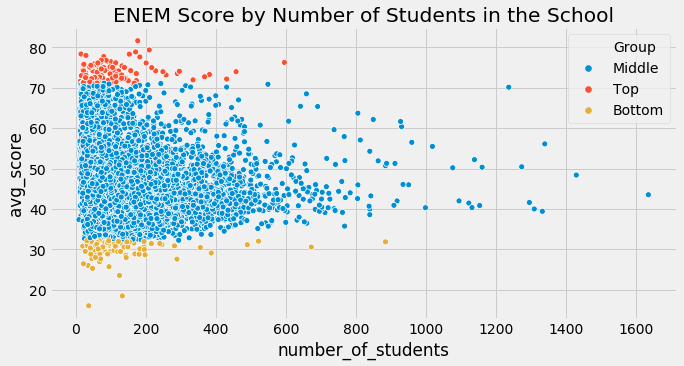 ENEM Score by Number of Students in the School
Group
Middle
Top
Bottom
avg_score
80
70
60
50
40
30
20
0 200 400 600 800 1000 1200 1400 1600
number_of_students